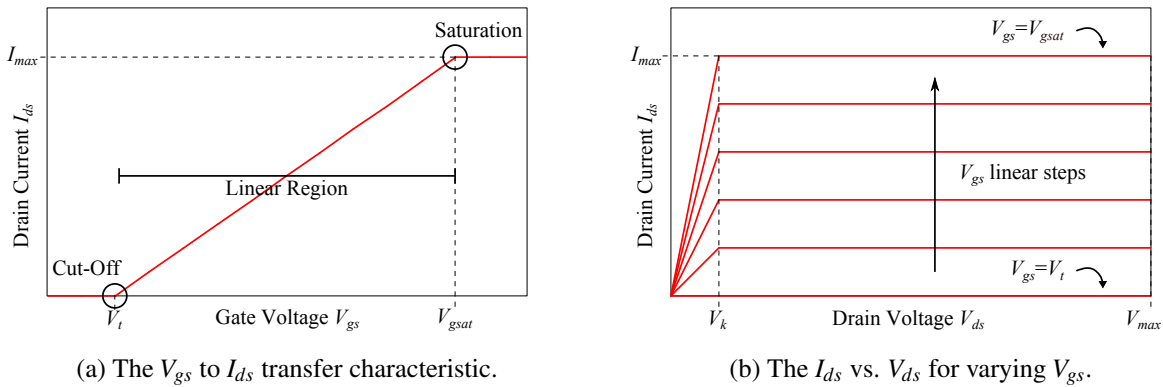 Saturation
I_max
Drain Current I_ds
Linear Region
Cut-Off
V_t
Gate Voltage V_gs
V_gsat
(a) The V_gs to I_ds transfer characteristic.
V_gs=V_gsat
I_max
Drain Current I_ds
V_gs linear steps
V_gs=V_t
V_k
Drain Voltage V_ds
V_max
(b) The I_ds vs. V_ds for varying V_gs.